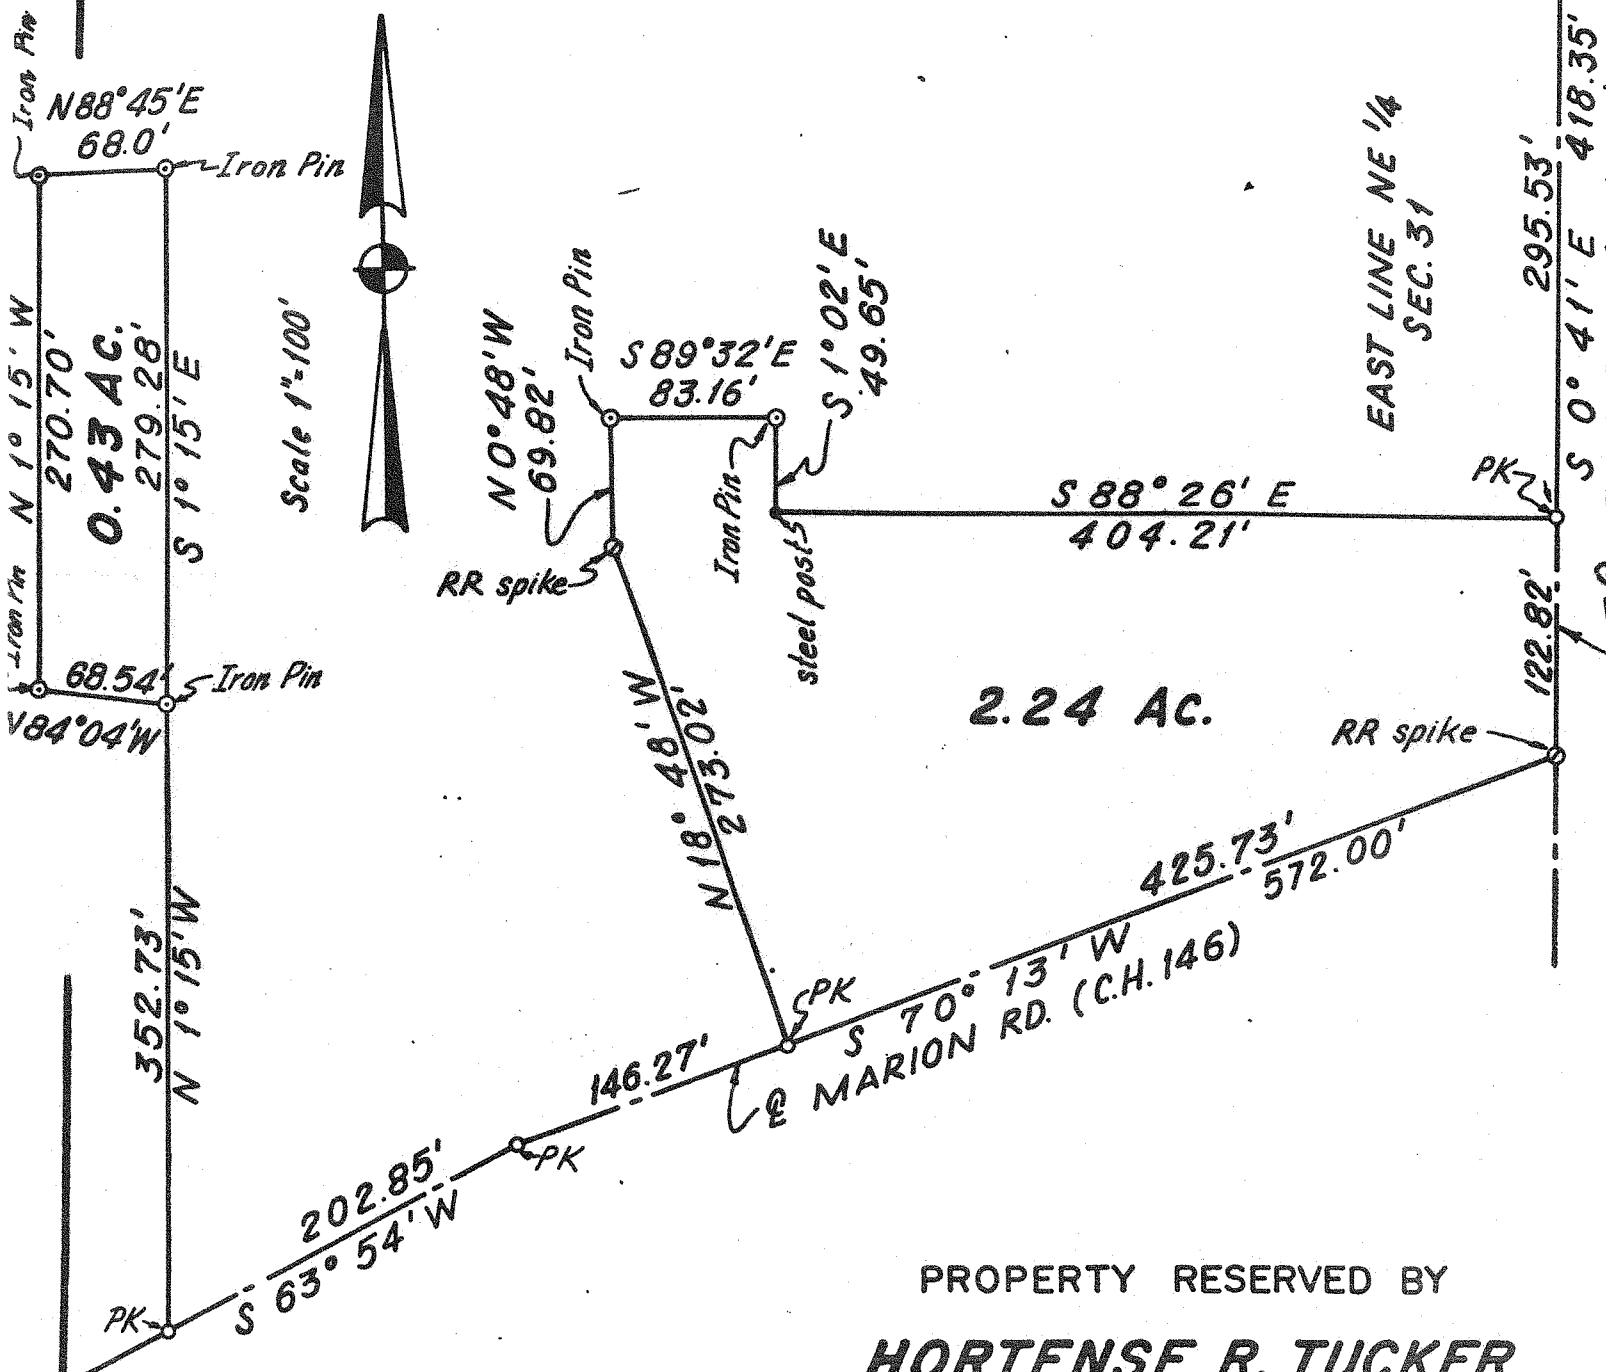 Iron Pin
N88°45'E
68.0'
Iron Pin
N 1° 15' W
270.70'
0.43 Ac.
279.28'
S 1° 15' E
Iron Pin
68.54'
Iron Pin
84°04'W
Scale 1"=100'
N 0°48'W
69.82'
Iron Pin
S 89°32'E
83.16'
S 1° 02' E
49.65'
Iron Pin
steel post
RR spike
EAST LINE NE 1/4
SEC. 31
295.53'
S 0° 41' E 418.35'
PK
S 88° 26' E
404.21'
122.82'
2.24 Ac.
RR spike
N 18° 48' W
273.02'
425.73'
572.00'
PK
S 70° 13' W
℄ MARION RD. (C.H. 146)
146.27'
PK
352.73'
N 1°15'W
202.85'
S 63° 54' W
PK
PROPERTY RESERVED BY
HORTENSE R. TUCKER